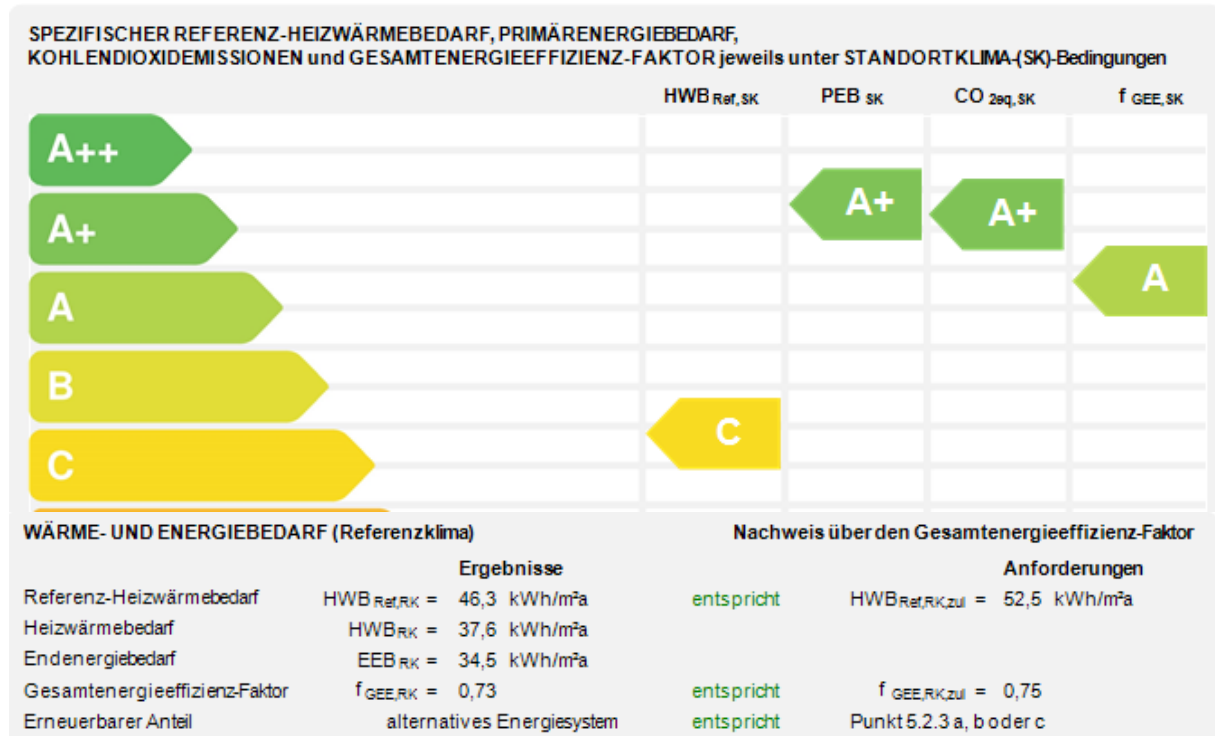 SPEZIFISCHER REFERENZ-HEIZWÄRMEBEDARF, PRIMÄRENERGIEBEDARF,
KOHLENDIOXIDEMISSIONEN und GESAMTENERGIEEFFIZIENZ-FAKTOR jeweils unter STANDORTKLIMA-(SK)-Bedingungen
HWB Ref,SK PEB SK CO 2eq,SK f GEE,SK
A++
A+ A+ A+
A A
B
C C
WÄRME- UND ENERGIEBEDARF (Referenzklima) Nachweis über den Gesamtenergieeffizienz-Faktor
Ergebnisse Anforderungen
Referenz-Heizwärmebedarf HWB Ref,RK = 46,3 kWh/m²a entspricht HWB Ref,RK,zul = 52,5 kWh/m²a
Heizwärmebedarf HWB RK = 37,6 kWh/m²a
Endenergiebedarf EEB RK = 34,5 kWh/m²a
Gesamtenergieeffizienz-Faktor f GEE,RK = 0,73 entspricht f GEE,RK,zul = 0,75
Erneuerbarer Anteil alternatives Energiesystem entspricht Punkt 5.2.3 a, b oder c